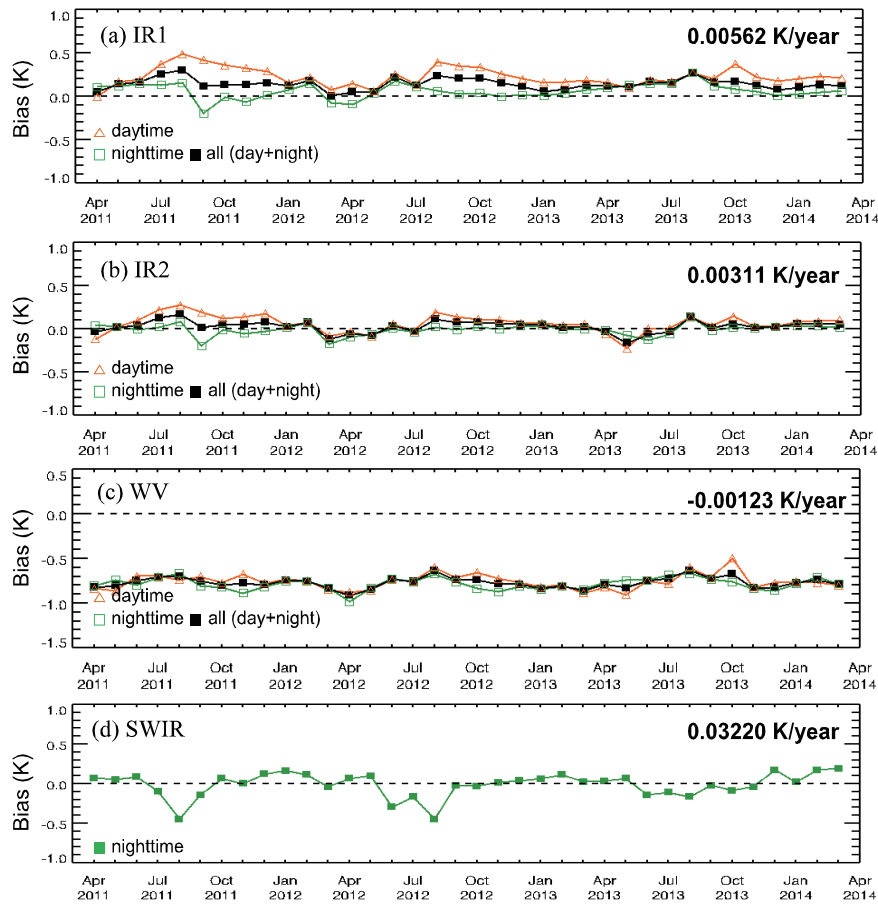 (a) IR1
0.00562 K/year
1.0
0.5
0.0
-0.5
-1.0
Bias (K)
daytime
nighttime all (day+night)
Apr Jul Oct Jan Apr Jul Oct Jan Apr Jul Oct Jan Apr
2011 2011 2011 2012 2012 2012 2012 2013 2013 2013 2013 2014 2014
(b) IR2
0.00311 K/year
1.0
0.5
0.0
-0.5
-1.0
Bias (K)
daytime
nighttime all (day+night)
Apr Jul Oct Jan Apr Jul Oct Jan Apr Jul Oct Jan Apr
2011 2011 2011 2012 2012 2012 2012 2013 2013 2013 2013 2014 2014
(c) WV
-0.00123 K/year
0.5
0.0
-0.5
-1.0
-1.5
Bias (K)
daytime
nighttime all (day+night)
Apr Jul Oct Jan Apr Jul Oct Jan Apr Jul Oct Jan Apr
2011 2011 2011 2012 2012 2012 2012 2013 2013 2013 2013 2014 2014
(d) SWIR
0.03220 K/year
1.0
0.5
0.0
-0.5
-1.0
Bias (K)
nighttime
Apr Jul Oct Jan Apr Jul Oct Jan Apr Jul Oct Jan Apr
2011 2011 2011 2012 2012 2012 2012 2013 2013 2013 2013 2014 2014